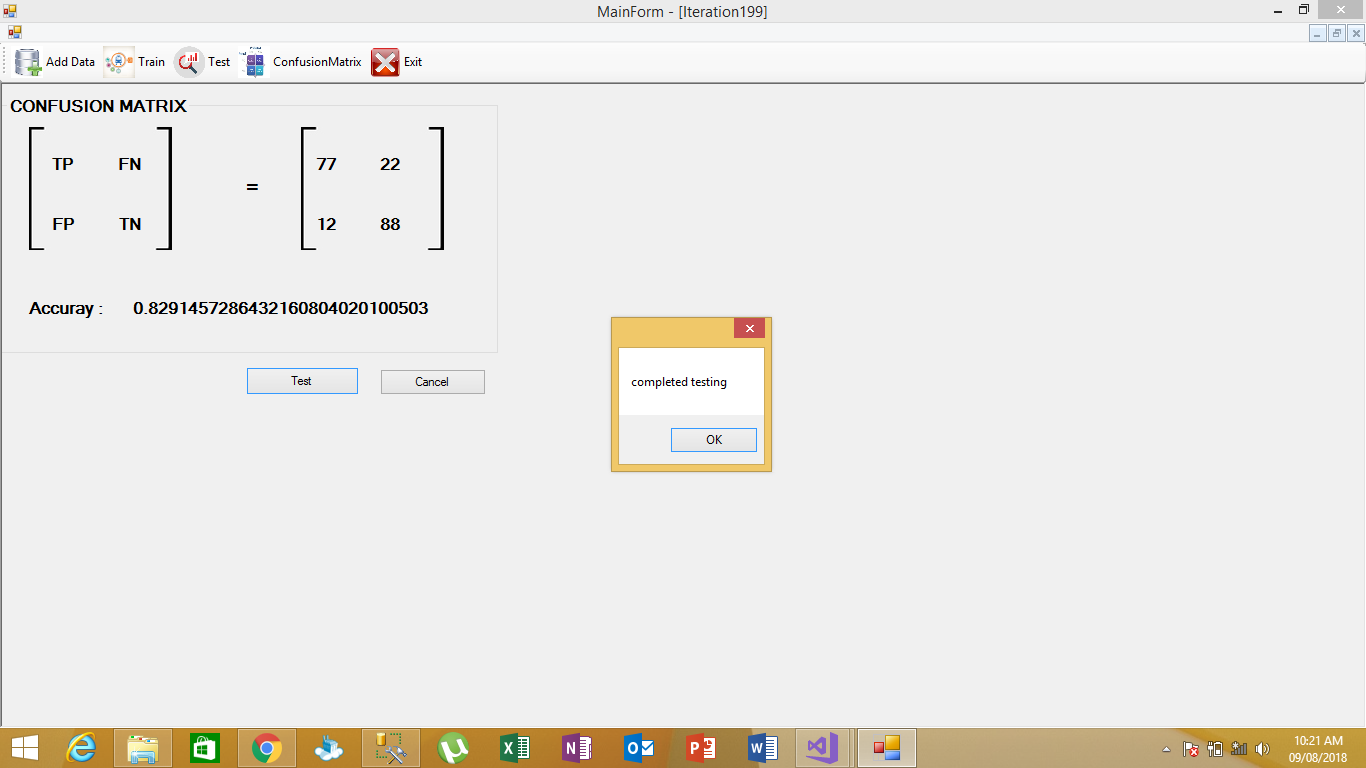 MainForm - [Iteration199]
Add Data Train Test ConfusionMatrix Exit
CONFUSION MATRIX
TP FN = 77 22
FP TN 12 88
Accuray : 0.8291457286432160804020100503
Test Cancel
completed testing
OK
10:21 AM
09/08/2018